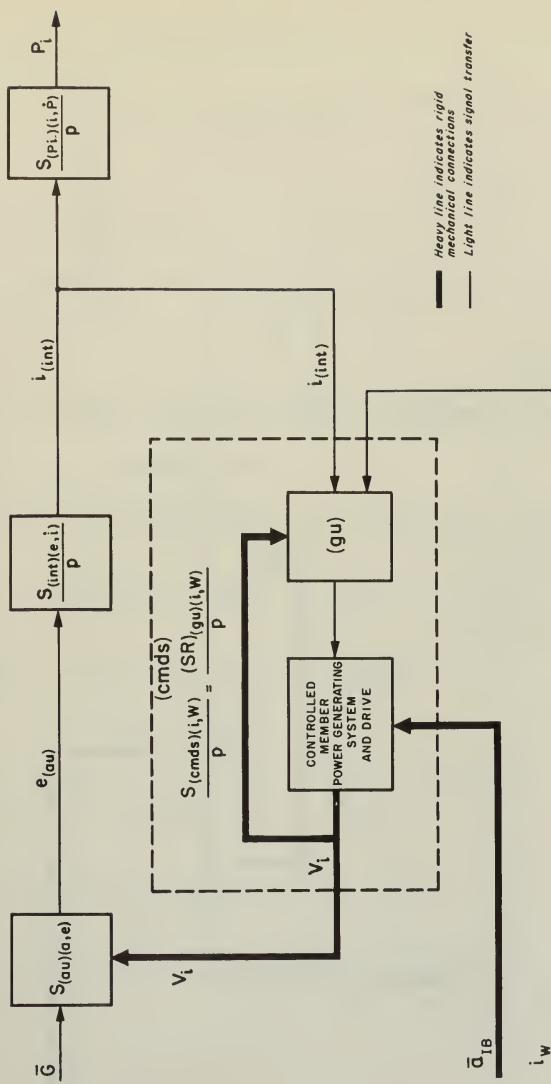 G̅
S(au)(a,e)
e(au)
S(int)(e,i)
p
i(int)
S(Pi)(i,Ṗ)
p
Pi
Vi
(cmds)
S(cmds)(i,W) = (SR)(gu)(i,W)
p p
Vi
CONTROLLED
MEMBER
POWER GENERATING
SYSTEM
AND DRIVE
(gu)
i(int)
a̅IB
iW
Heavy line indicates rigid
mechanical connections
Light line indicates signal transfer